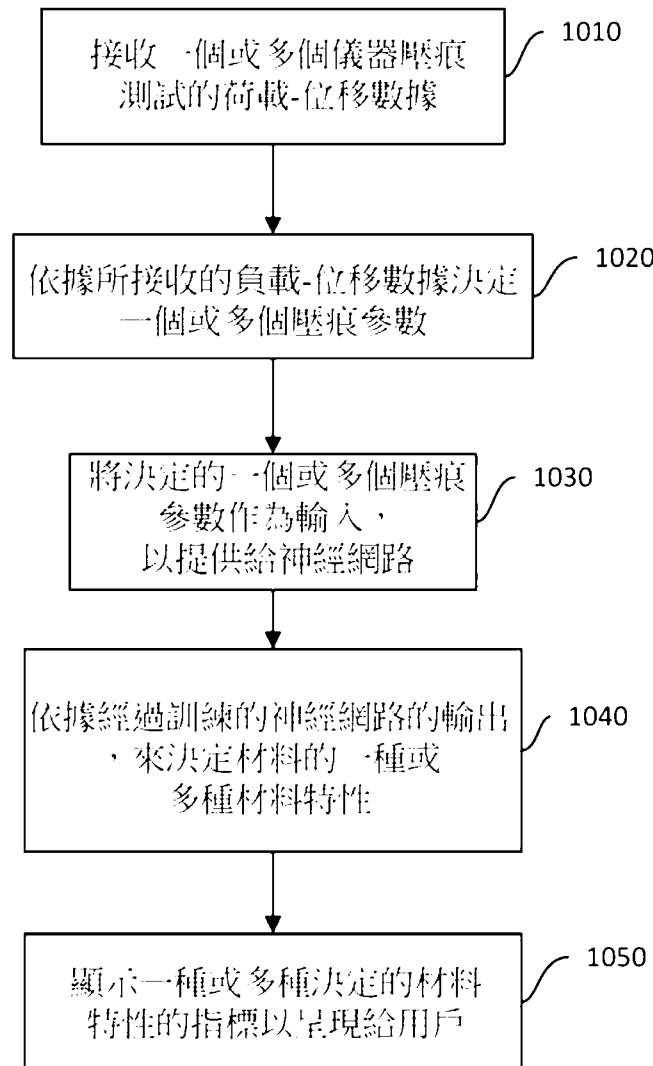 接收一個或多個儀器壓痕
測試的荷載-位移數據
1010
依據所接收的負載-位移數據決定
一個或多個壓痕參數
1020
將決定的一個或多個壓痕
參數作為輸入，
以提供給神經網路
1030
依據經過訓練的神經網路的輸出
，來決定材料的一種或
多種材料特性
1040
顯示一種或多種決定的材料
特性的指標以呈現給用戶
1050